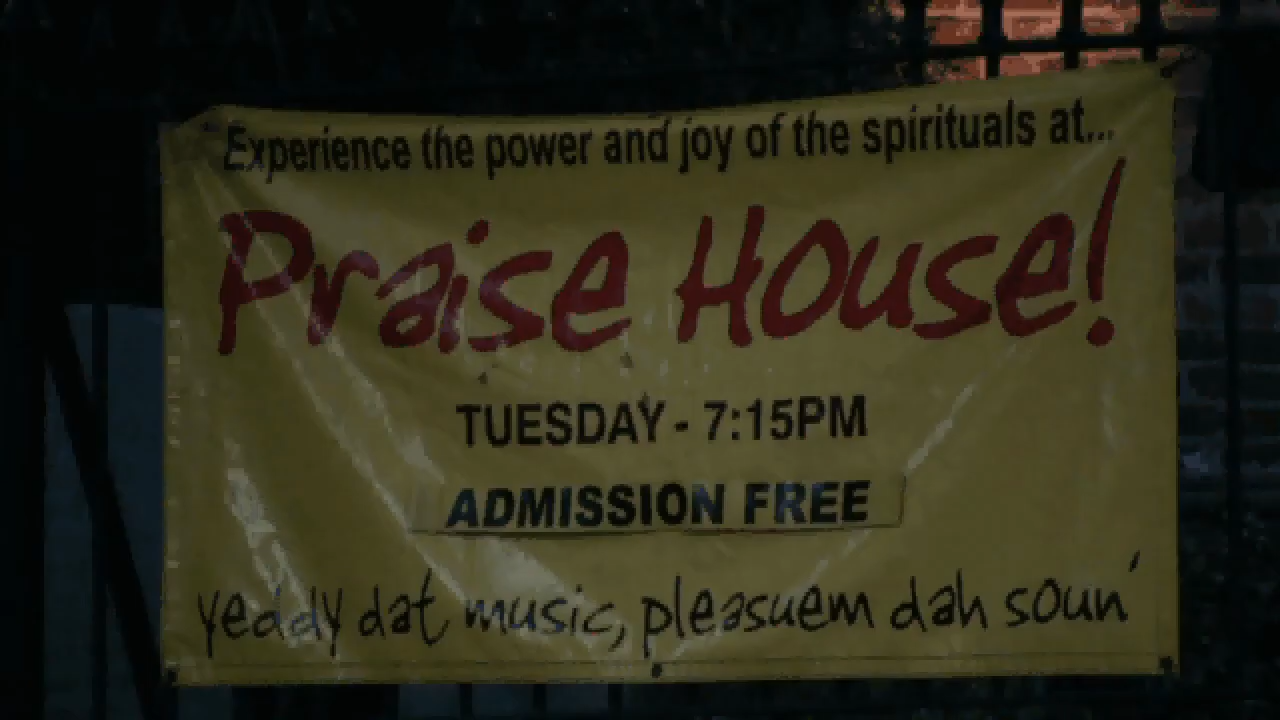 Experience the power and joy of the spirituals at...
Praise House!
TUESDAY - 7:15PM
ADMISSION FREE
yeddy dat music, pleasuem dah soun'